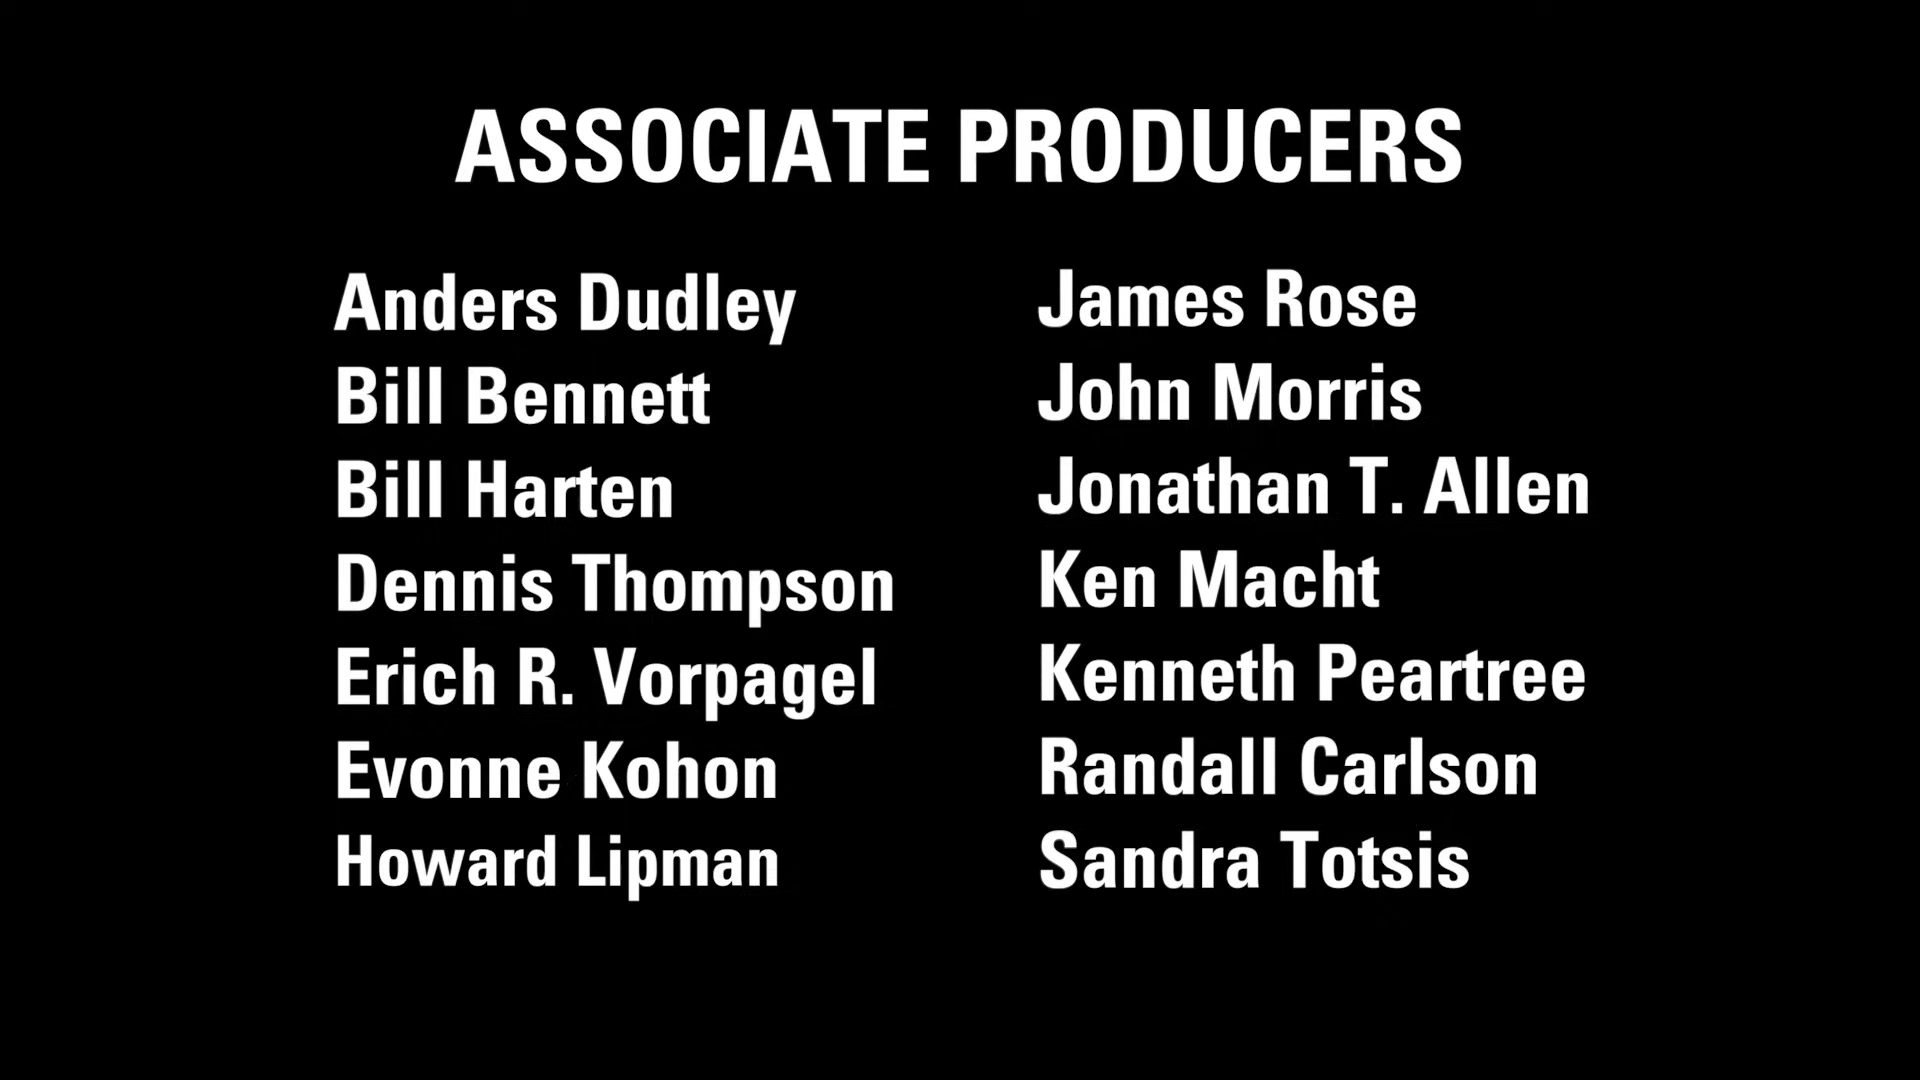 ASSOCIATE PRODUCERS
Anders Dudley
Bill Bennett
Bill Harten
Dennis Thompson
Erich R. Vorpagel
Evonne Kohon
Howard Lipman
James Rose
John Morris
Jonathan T. Allen
Ken Macht
Kenneth Peartree
Randall Carlson
Sandra Totsis